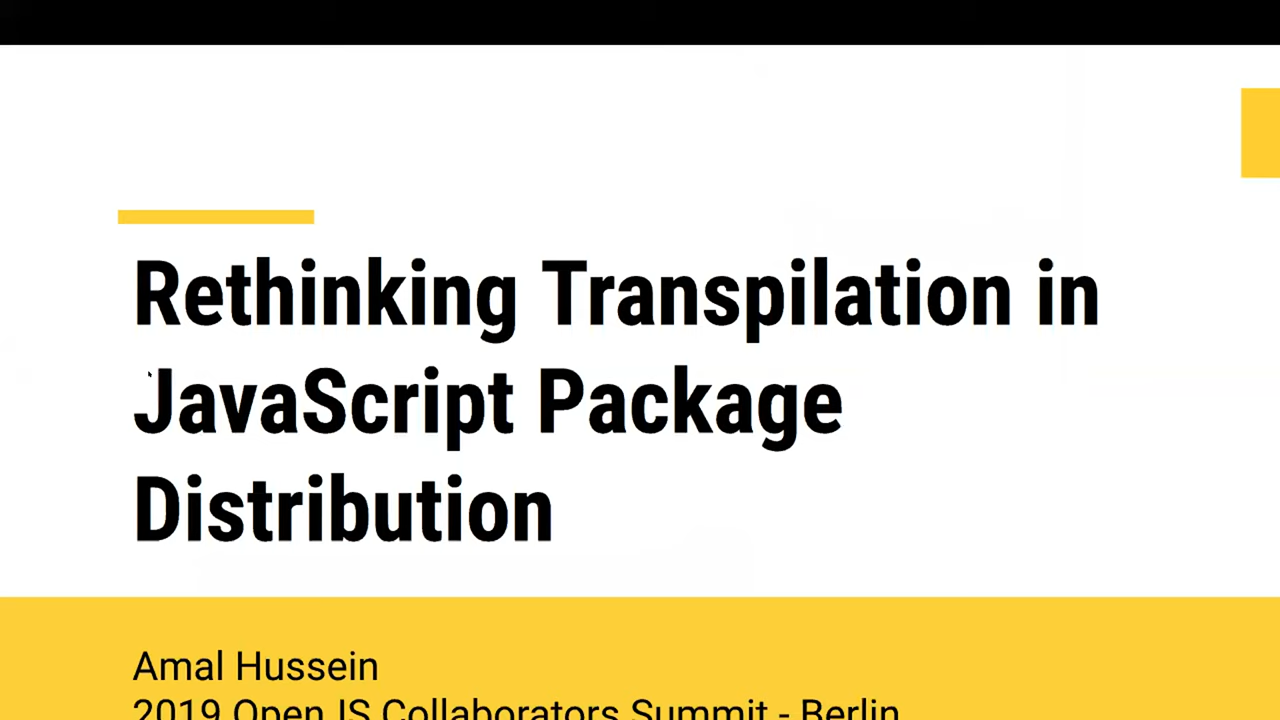 Rethinking Transpilation in
JavaScript Package
Distribution
Amal Hussein
2019 Open JS Collaborators Summit - Berlin